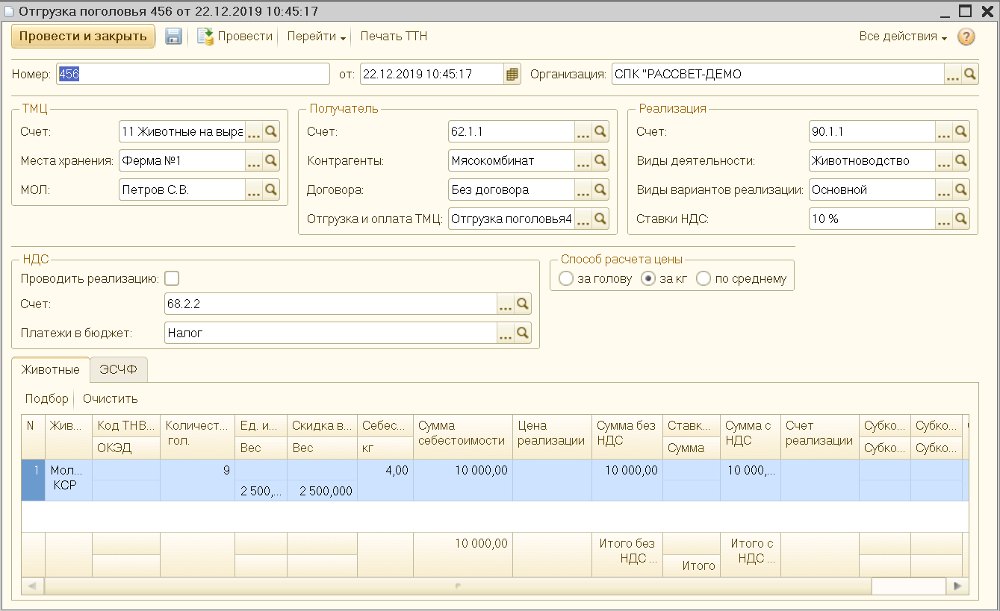 Отгрузка поголовья 456 от 22.12.2019 10:45:17
Провести и закрыть Провести Перейти Печать ТТН Все действия ?
Номер: 456 от: 22.12.2019 10:45:17 Организация: СПК "РАССВЕТ-ДЕМО ...
ТМЦ Получатель Реализация
Счет: 11 Животные на выра ... Счет: 62.1.1 ... Счет: 90.1.1 ...
Места хранения: Ферма №1 ... Контрагенты: Мясокомбинат ... Виды деятельности: Животноводство ...
МОЛ: Петров С.В. ... Договора: Без договора ... Виды вариантов реализации: Основной ...
Отгрузка и оплата ТМЦ: Отгрузка поголовья4 ... Ставки НДС: 10 % ...
НДС Способ расчета цены
Проводить реализацию: за голову за кг по среднему
Счет: 68.2.2 ...
Платежи в бюджет: Налог ...
Животные ЭСЧФ
Подбор Очистить
N Жив... Код ТНВ... Количест... Ед. и... Скидка в... Себес... Сумма Цена Сумма без Ставк... Сумма с Счет Субко... Субко...
ОКЭД гол. Вес Вес кг себестоимости реализации НДС Сумма НДС реализации Субко... Субко...
1 Мол... 9 4,00 10 000,00 10 000,00 10 000,...
КСР 2 500,... 2 500,000
10 000,00 Итого без Итого с
НДС ... Итого НДС ...